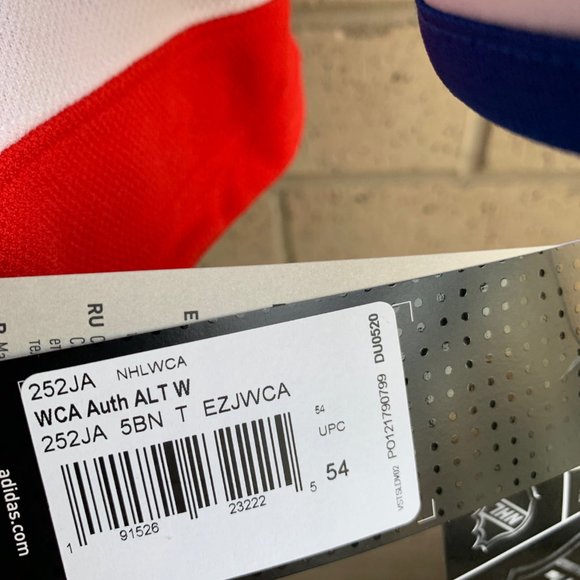 RU
252JA NHLWCA
WCA Auth ALT W
252JA 5BN T EZJWCA
54
UPC
54
1 91526 23222 5
PO121790799 DU0520
adidas.com
NHL